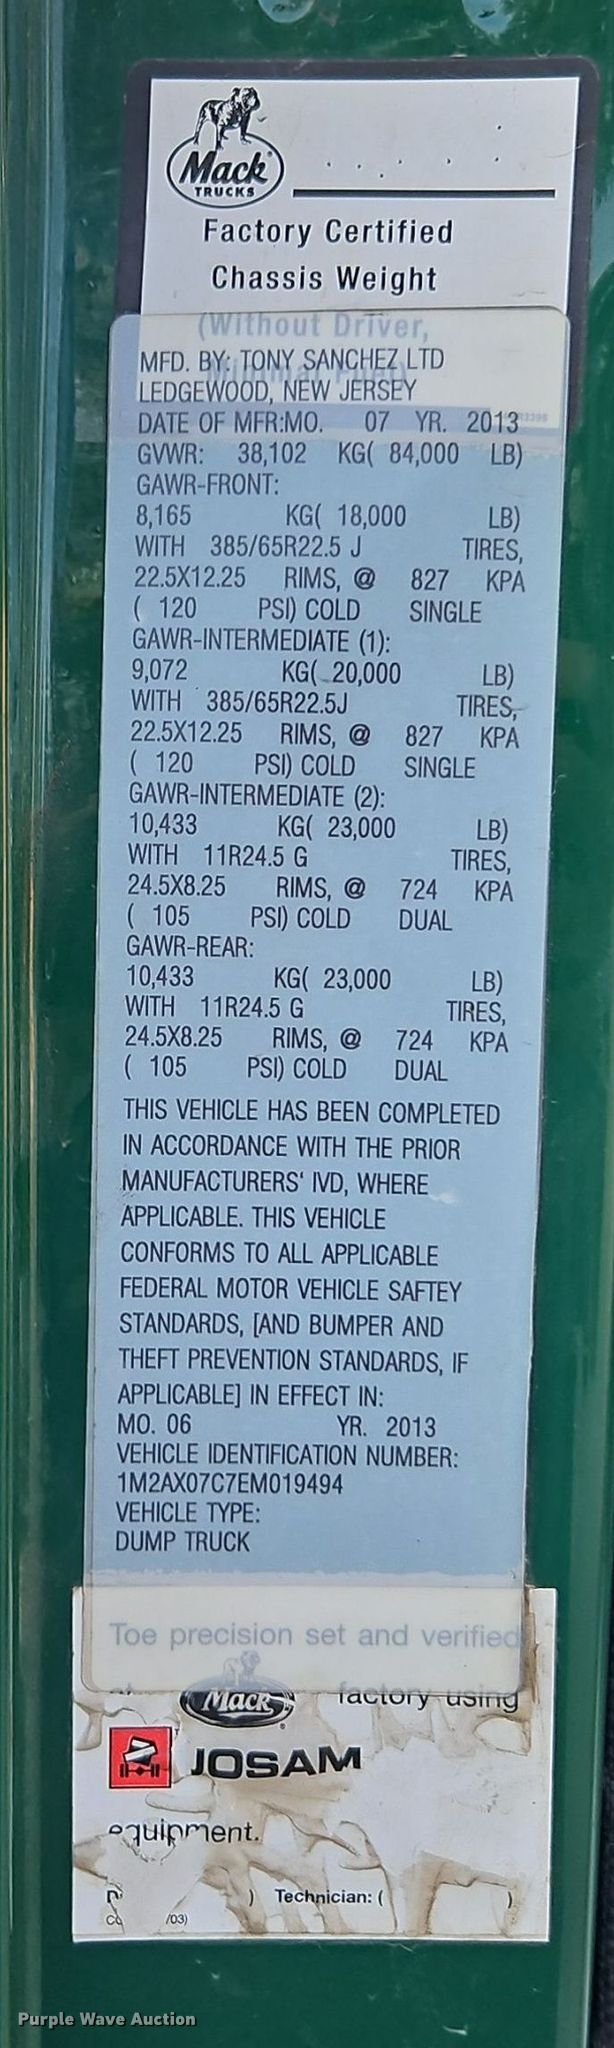 Mack
TRUCKS
Factory Certified
Chassis Weight
(Without Driver,
MFD. BY: TONY SANCHEZ LTD
LEDGEWOOD, NEW JERSEY
DATE OF MFR:MO. 07 YR. 2013
GVWR: 38,102 KG( 84,000 LB)
GAWR-FRONT:
8,165 KG( 18,000 LB)
WITH 385/65R22.5 J TIRES,
22.5X12.25 RIMS, @ 827 KPA
( 120 PSI) COLD SINGLE
GAWR-INTERMEDIATE (1):
9,072 KG( 20,000 LB)
WITH 385/65R22.5J TIRES,
22.5X12.25 RIMS, @ 827 KPA
( 120 PSI) COLD SINGLE
GAWR-INTERMEDIATE (2):
10,433 KG( 23,000 LB)
WITH 11R24.5 G TIRES,
24.5X8.25 RIMS, @ 724 KPA
( 105 PSI) COLD DUAL
GAWR-REAR:
10,433 KG( 23,000 LB)
WITH 11R24.5 G TIRES,
24.5X8.25 RIMS, @ 724 KPA
( 105 PSI) COLD DUAL
THIS VEHICLE HAS BEEN COMPLETED
IN ACCORDANCE WITH THE PRIOR
MANUFACTURERS' IVD, WHERE
APPLICABLE. THIS VEHICLE
CONFORMS TO ALL APPLICABLE
FEDERAL MOTOR VEHICLE SAFTEY
STANDARDS, [AND BUMPER AND
THEFT PREVENTION STANDARDS, IF
APPLICABLE] IN EFFECT IN:
MO. 06 YR. 2013
VEHICLE IDENTIFICATION NUMBER:
1M2AX07C7EM019494
VEHICLE TYPE:
DUMP TRUCK
Toe precision set and verified
Mack factory using
JOSAM
equipment.
) Technician: ( )
/03)
Purple Wave Auction